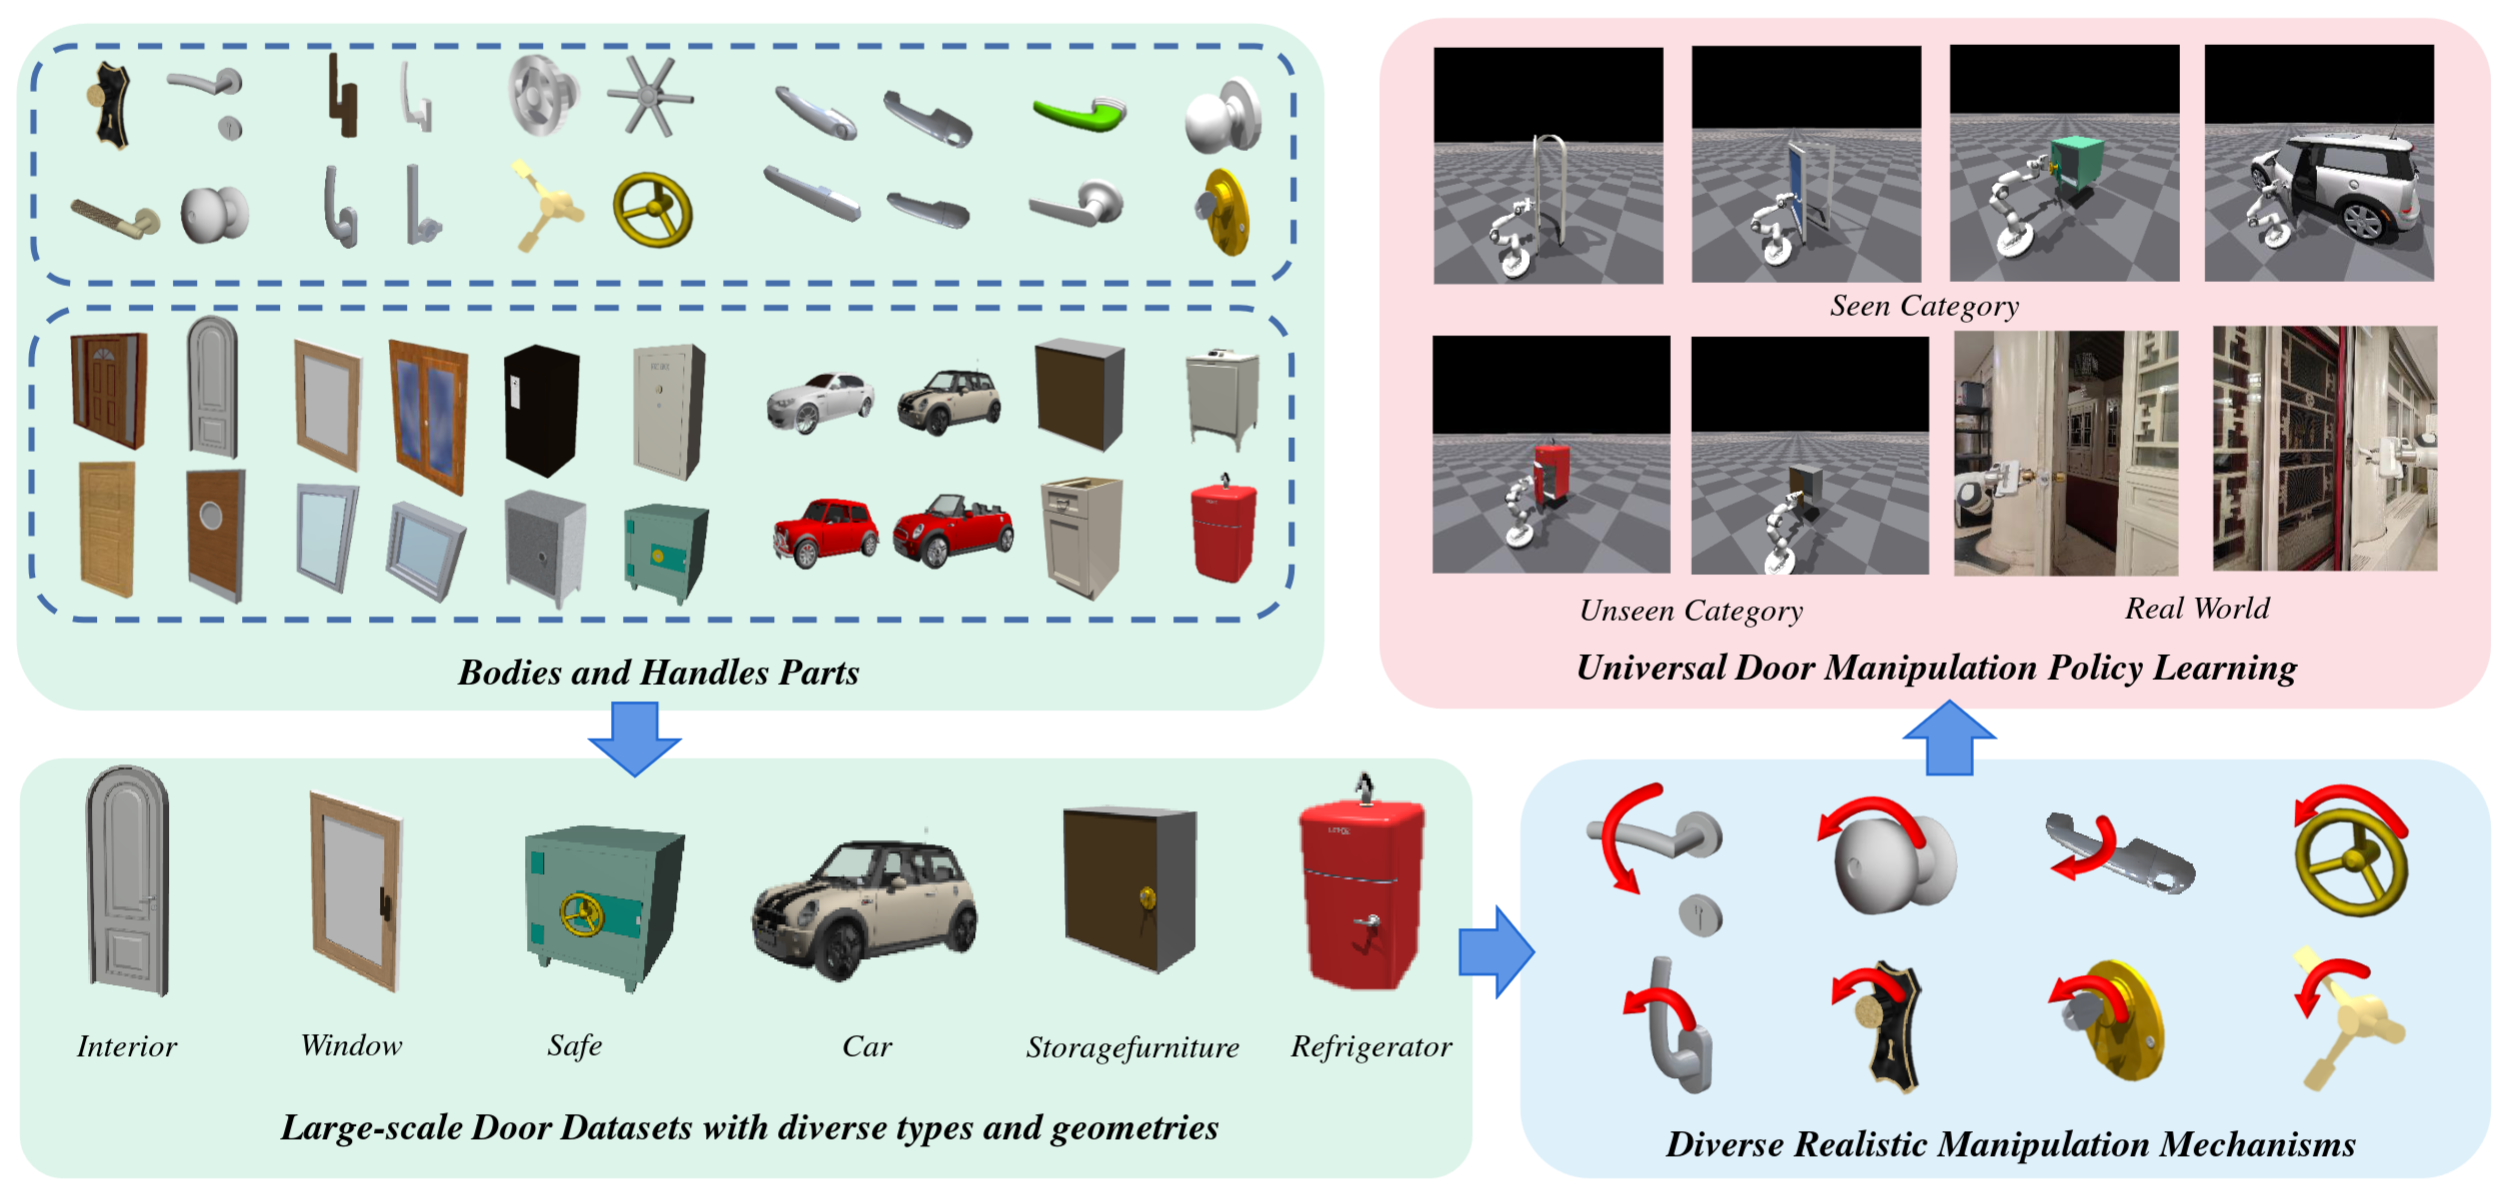 Seen Category
Unseen Category
Real World
Bodies and Handles Parts
Universal Door Manipulation Policy Learning
Interior
Window
Safe
Car
Storagefurniture
Refrigerator
Large-scale Door Datasets with diverse types and geometries
Diverse Realistic Manipulation Mechanisms